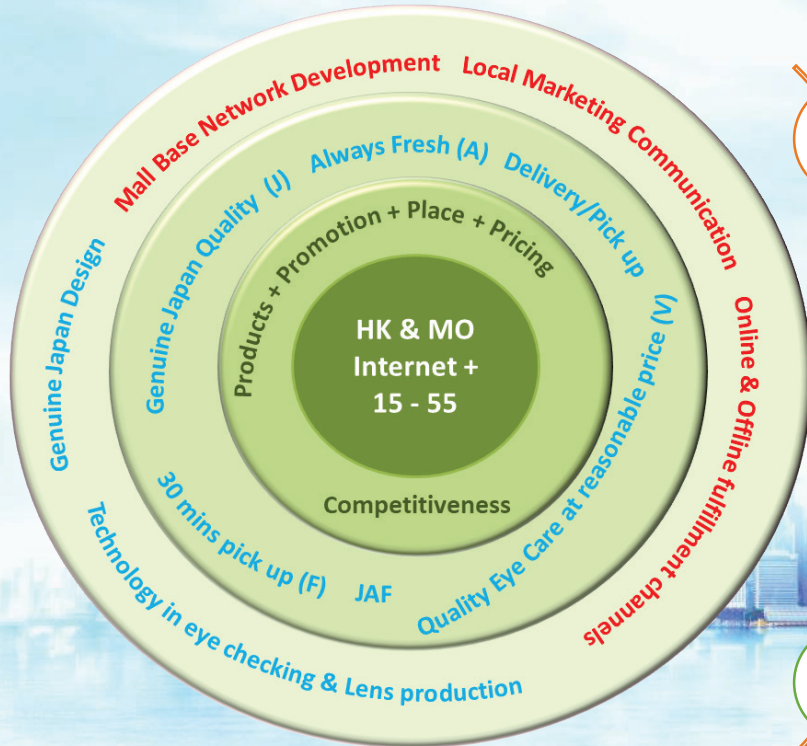 Mall Base Network Development
Local Marketing Communication
Online & Offline fulfillment channels
Genuine Japan Design
Technology in eye checking & Lens production
Genuine Japan Quality (J)
Always Fresh (A)
Delivery/Pick up
Quality Eye Care at reasonable price (V)
30 mins pick up (F)
JAF
Products + Promotion + Place + Pricing
Competitiveness
HK & MO
Internet +
15 - 55